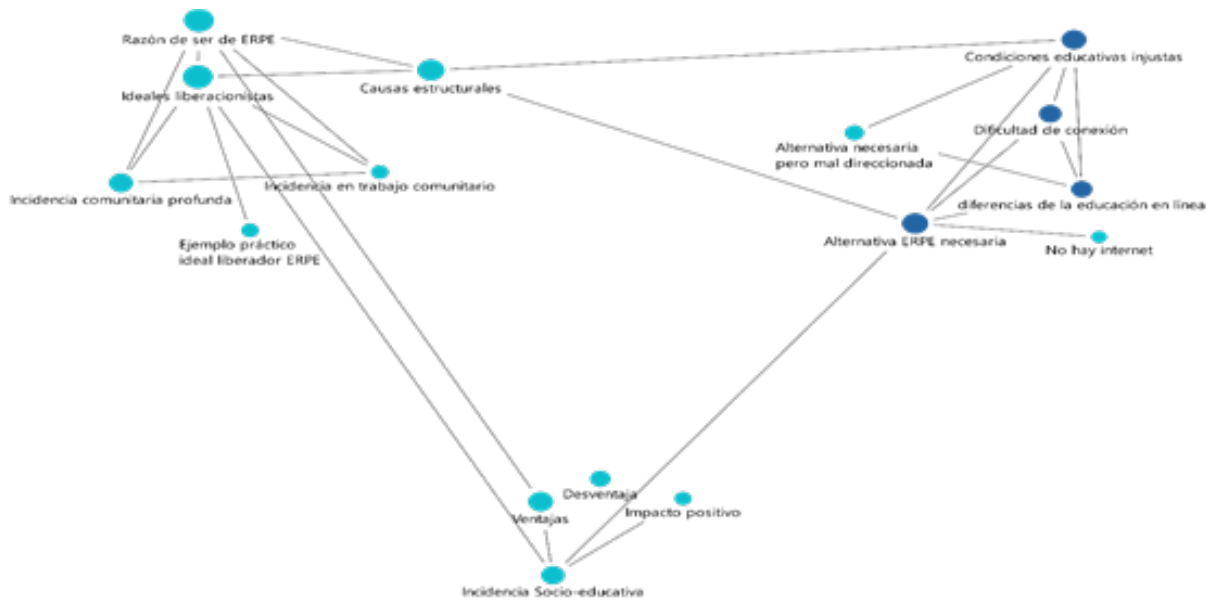 Razón de ser de ERPE
Ideales liberacionistas
Causas estructurales
Condiciones educativas injustas
Dificultad de conexión
Alternativa necesaria
pero mal direccionada
Incidencia comunitaria profunda
Incidencia en trabajo comunitario
diferencias de la educación en línea
Ejemplo práctico
ideal liberador ERPE
Alternativa ERPE necesaria
No hay internet
Desventaja
Ventajas
Impacto positivo
Incidencia Socio-educativa